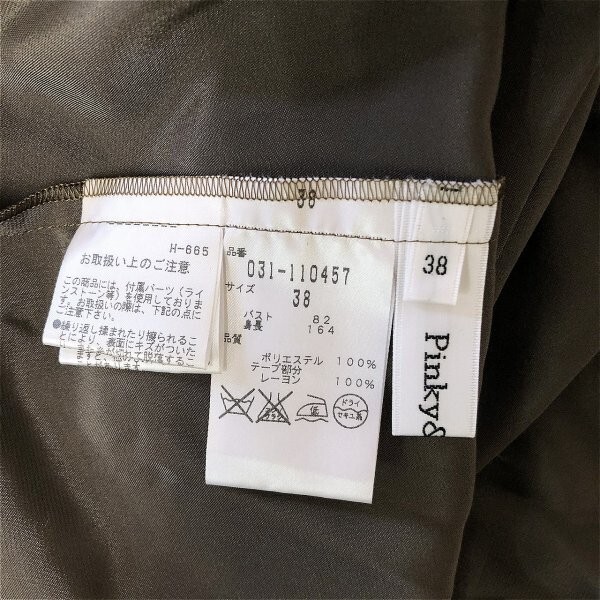 38
H-665
お取扱い上のご注意
この商品には、付属パーツ(ライ
ンストーン等)を使用しておりま
す。お取扱いの際は、下記の点に
ご注意下さい。
●繰り返し揉まれたり擦られるこ
とにより、表面にキズがついた
品番
031-110457
サイズ
38
バスト 82
身長 164
品質
ポリエステル 100%
テープ部分
レーヨン 100%
低
ドライ
セキユ系
38
Pinky&